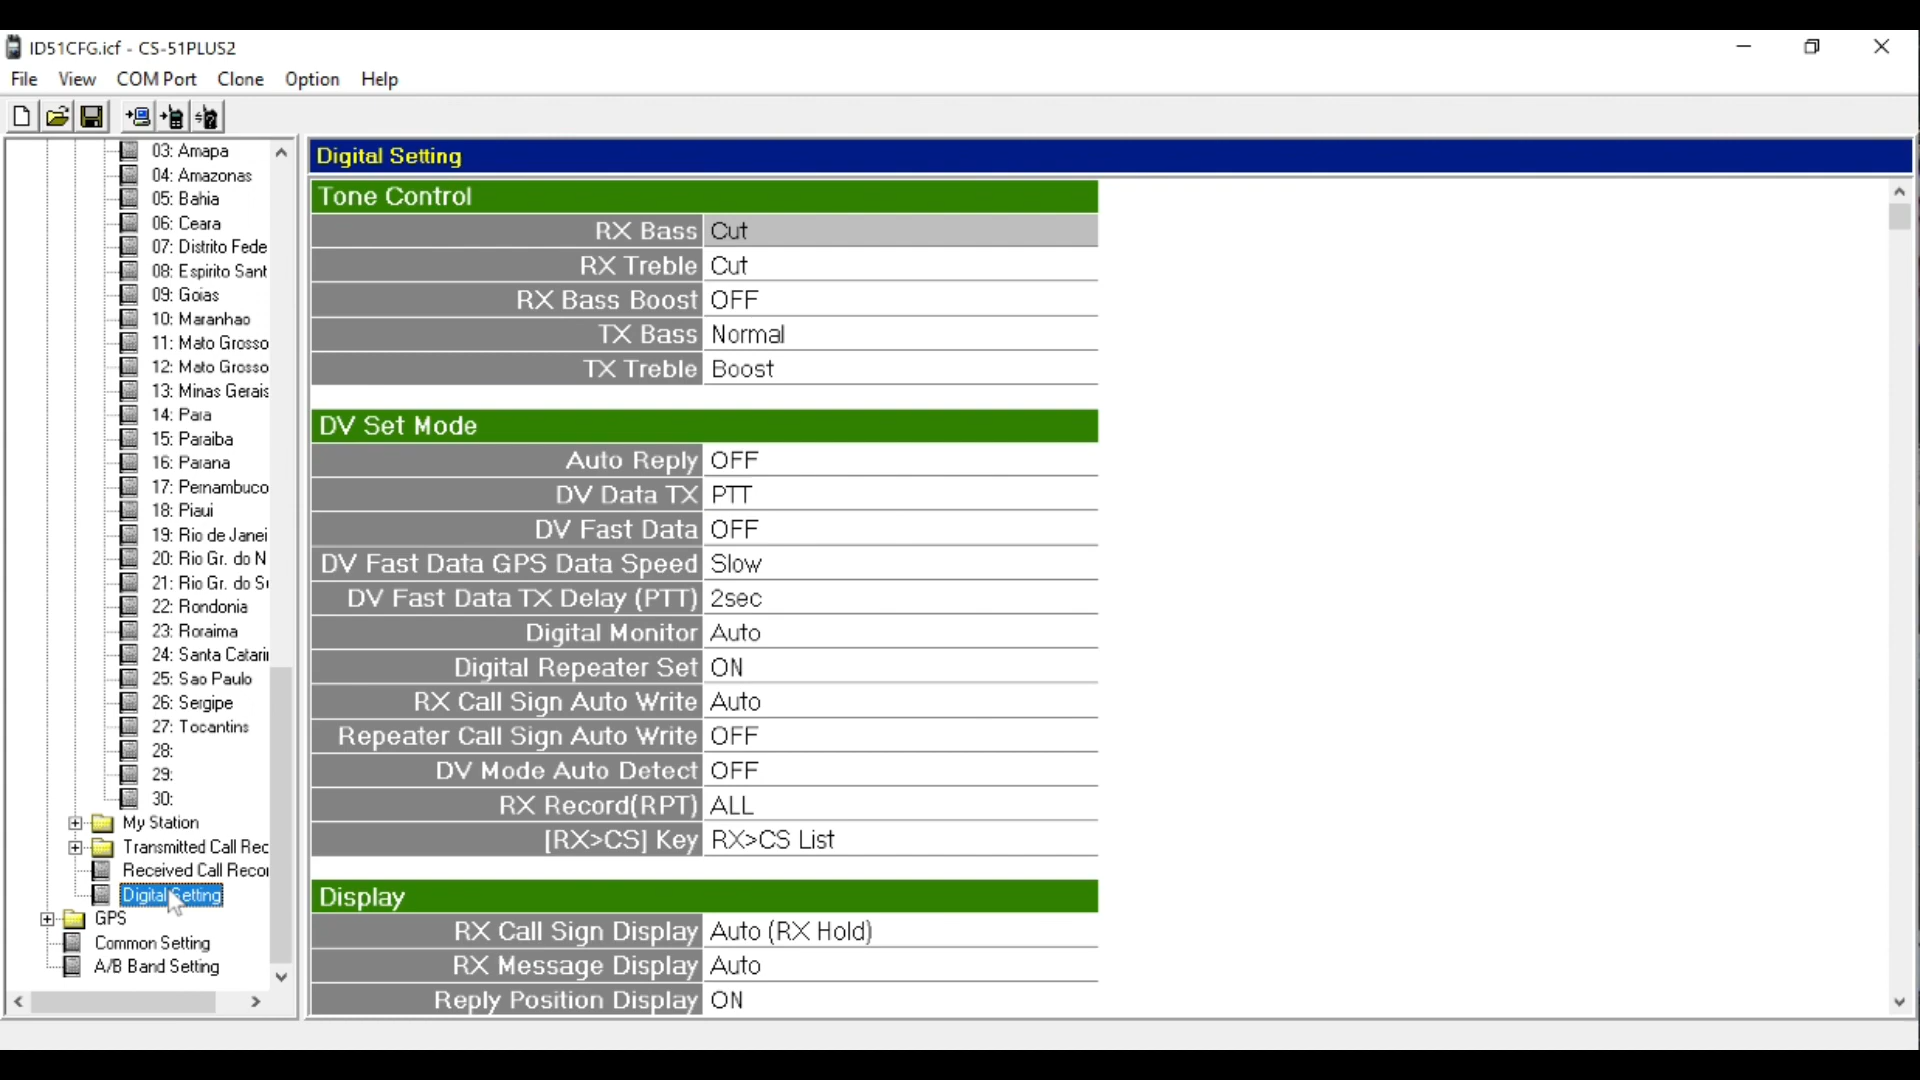 ID51CFG.icf - CS-51PLUS2
File View COM Port Clone Option Help
03: Amapa
04: Amazonas
05: Bahia
06: Ceara
07: Distrito Fede
08: Espirito Sant
09: Goias
10: Maranhao
11: Mato Grosso
12: Mato Grosso
13: Minas Gerais
14: Para
15: Paraiba
16: Parana
17: Pernambuco
18: Piaui
19: Rio de Janei
20: Rio Gr. do N
21: Rio Gr. do S
22: Rondonia
23: Roraima
24: Santa Catari
25: Sao Paulo
26: Sergipe
27: Tocantins
28:
29:
30:
My Station
Transmitted Call Rec
Received Call Reco
Digital Setting
GPS
Common Setting
A/B Band Setting
Digital Setting
Tone Control
RX Bass Cut
RX Treble Cut
RX Bass Boost OFF
TX Bass Normal
TX Treble Boost
DV Set Mode
Auto Reply OFF
DV Data TX PTT
DV Fast Data OFF
DV Fast Data GPS Data Speed Slow
DV Fast Data TX Delay (PTT) 2sec
Digital Monitor Auto
Digital Repeater Set ON
RX Call Sign Auto Write Auto
Repeater Call Sign Auto Write OFF
DV Mode Auto Detect OFF
RX Record(RPT) ALL
[RX>CS] Key RX>CS List
Display
RX Call Sign Display Auto (RX Hold)
RX Message Display Auto
Reply Position Display ON